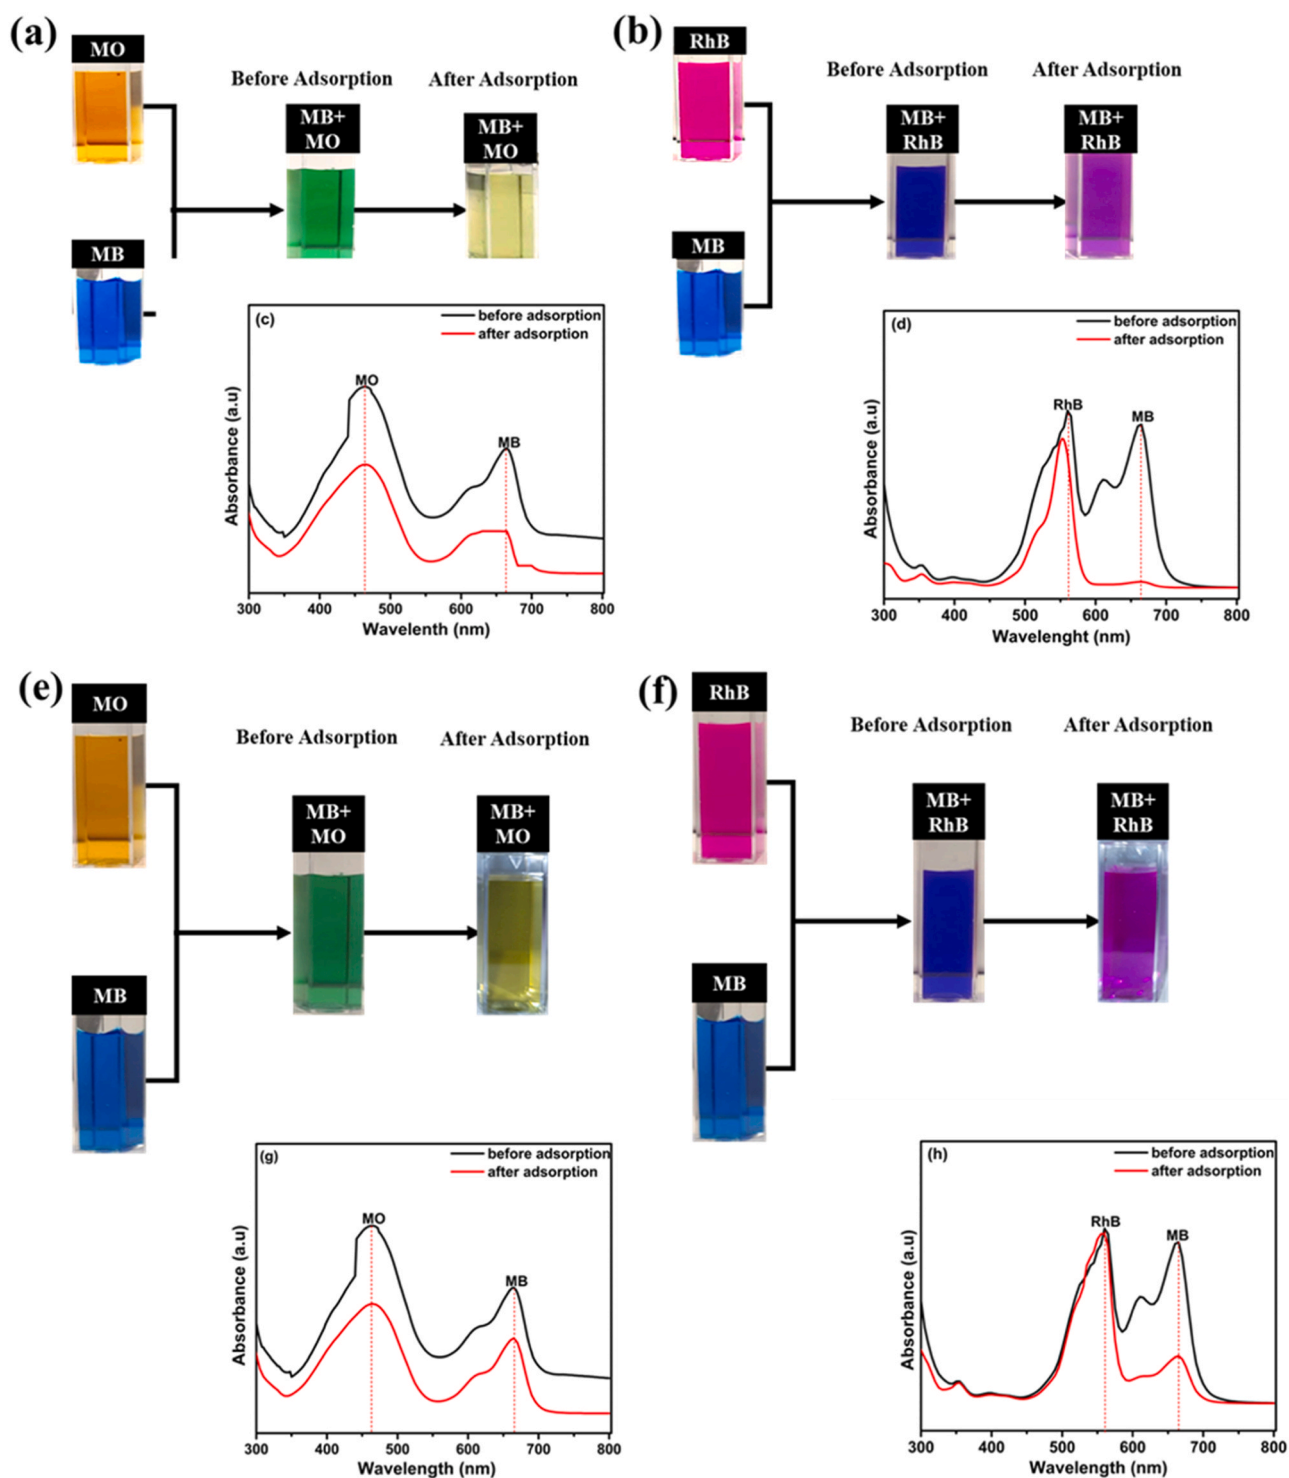 (a)
MO
Before Adsorption
After Adsorption
MB+
MO
MB+
MO
MB
(b)
RhB
Before Adsorption
After Adsorption
MB+
RhB
MB+
RhB
MB
(c)
before adsorption
after adsorption
MO
MB
Absorbance (a.u)
300 400 500 600 700 800
Wavelenth (nm)
(d)
before adsorption
after adsorption
RhB
MB
Absorbance (a.u)
300 400 500 600 700 800
Wavelenght (nm)
(e)
MO
Before Adsorption
After Adsorption
MB+
MO
MB+
MO
MB
(f)
RhB
Before Adsorption
After Adsorption
MB+
RhB
MB+
RhB
MB
(g)
before adsorption
after adsorption
MO
MB
Absorbance (a.u)
300 400 500 600 700 800
Wavelength (nm)
(h)
before adsorption
after adsorption
RhB
MB
Absorbance (a.u)
300 400 500 600 700 800
Wavelength (nm)